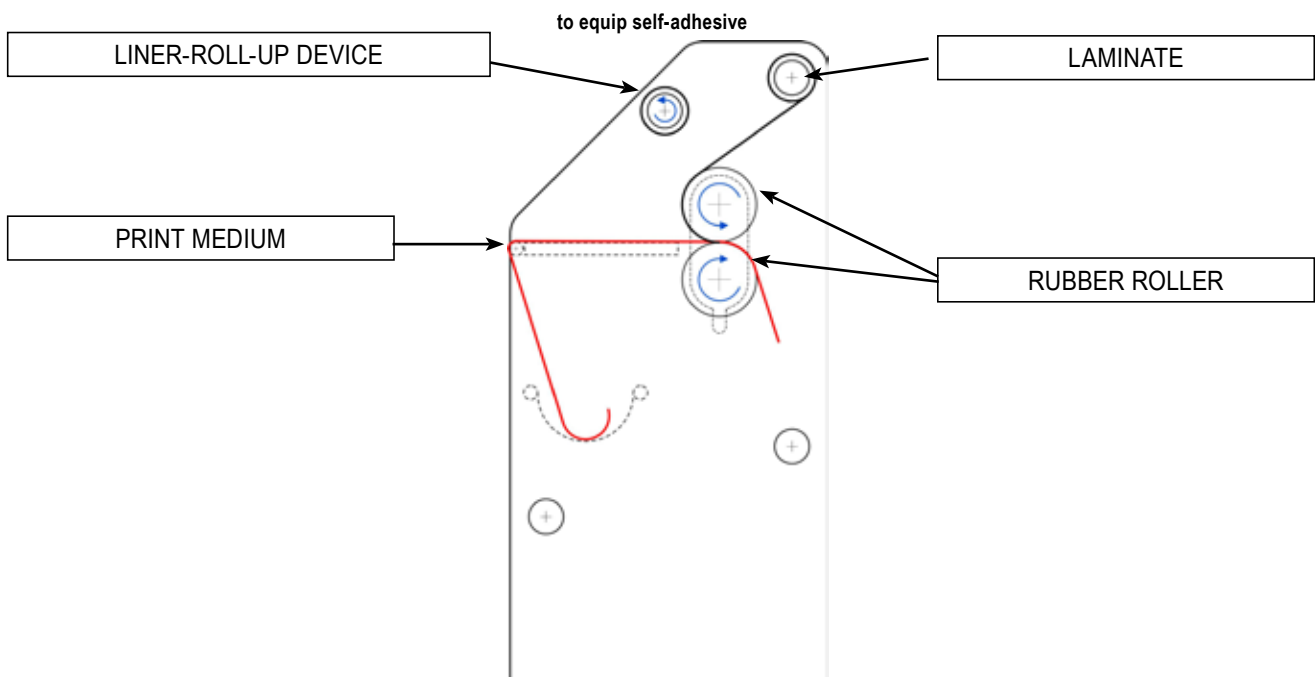 to equip self-adhesive
LINER-ROLL-UP DEVICE
LAMINATE
PRINT MEDIUM
RUBBER ROLLER